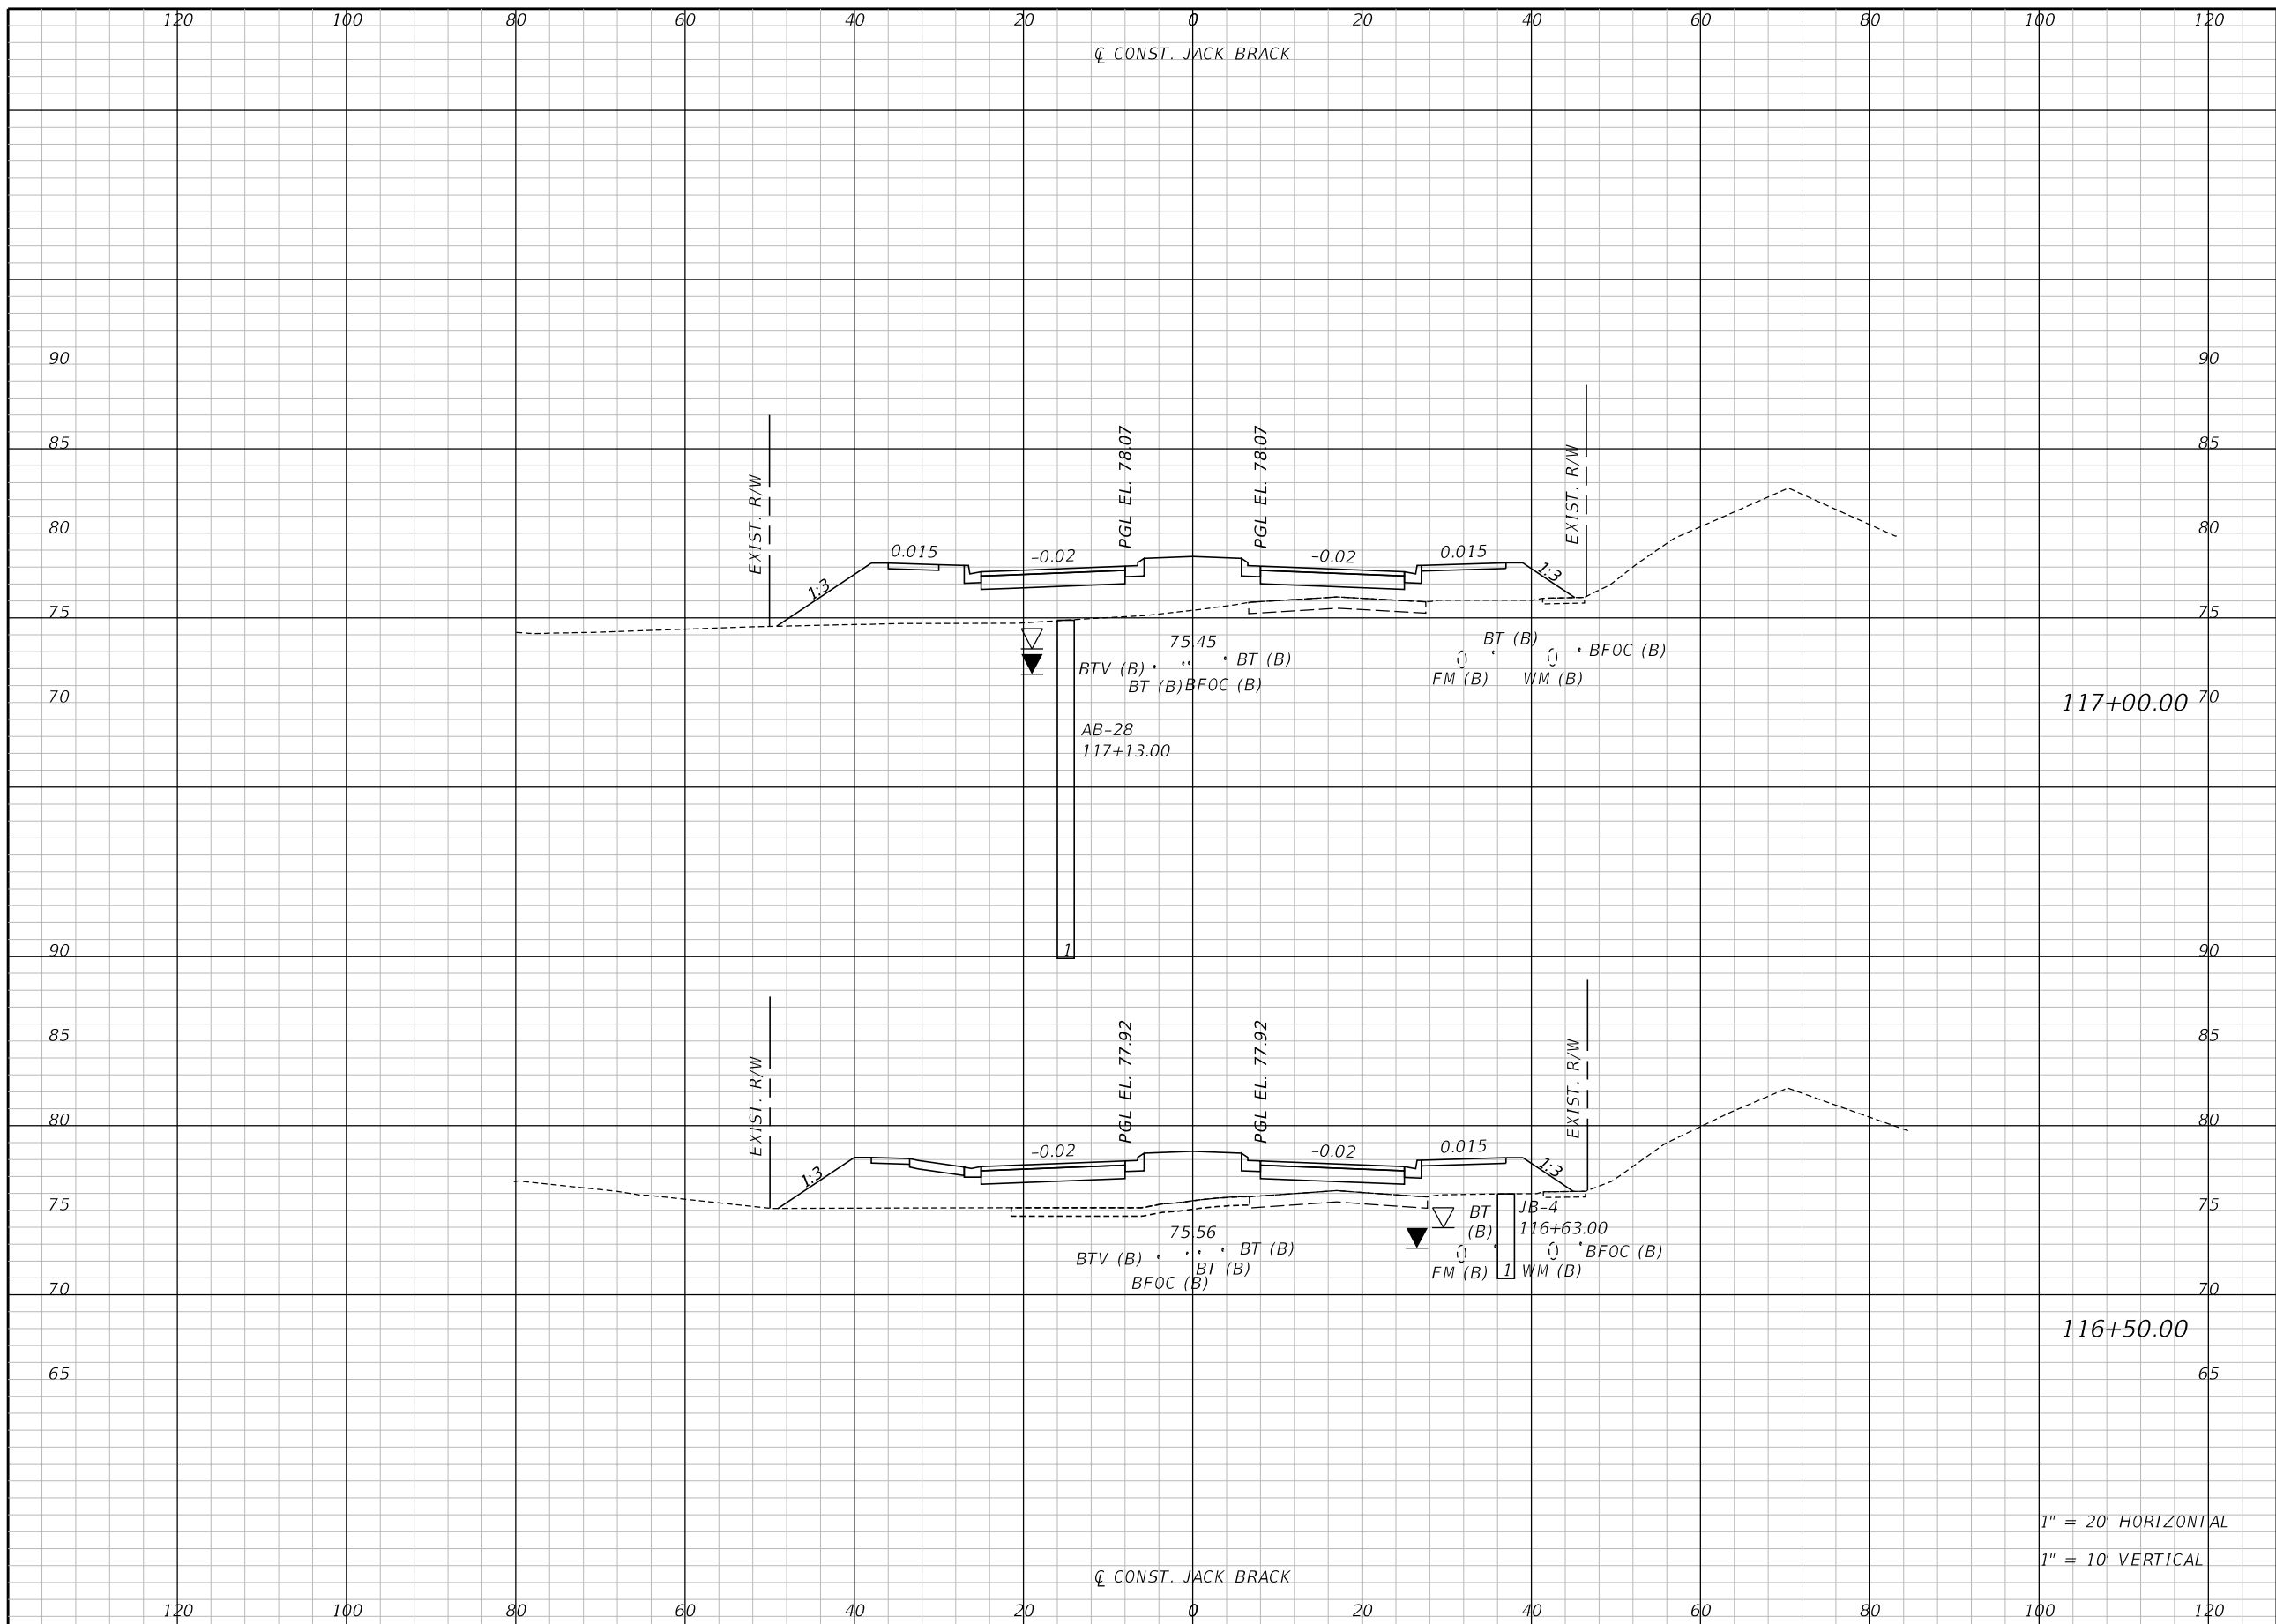 120 100 80 60 40 20 0 20 40 60 80 100 120
℄ CONST. JACK BRACK
90 90
85 85
EXIST. R/W
PGL EL. 78.07
PGL EL. 78.07
EXIST. R/W
80 80
0.015
-0.02
-0.02
0.015
1:3
1:3
75 75
75.45
BTV (B)
BT (B)
BT (B)
BFOC (B)
BT (B)
FM (B)
WM (B)
BFOC (B)
70 70
117+00.00
AB-28
117+13.00
1
90 90
85 85
EXIST. R/W
PGL EL. 77.92
PGL EL. 77.92
EXIST. R/W
80 80
-0.02
-0.02
0.015
1:3
1:3
75 75
75.56
BTV (B)
BT (B)
BT (B)
BFOC (B)
BT
(B)
JB-4
116+63.00
FM (B)
1
WM (B)
BFOC (B)
70 70
116+50.00
65 65
1" = 20' HORIZONTAL
1" = 10' VERTICAL
℄ CONST. JACK BRACK
120 100 80 60 40 20 0 20 40 60 80 100 120